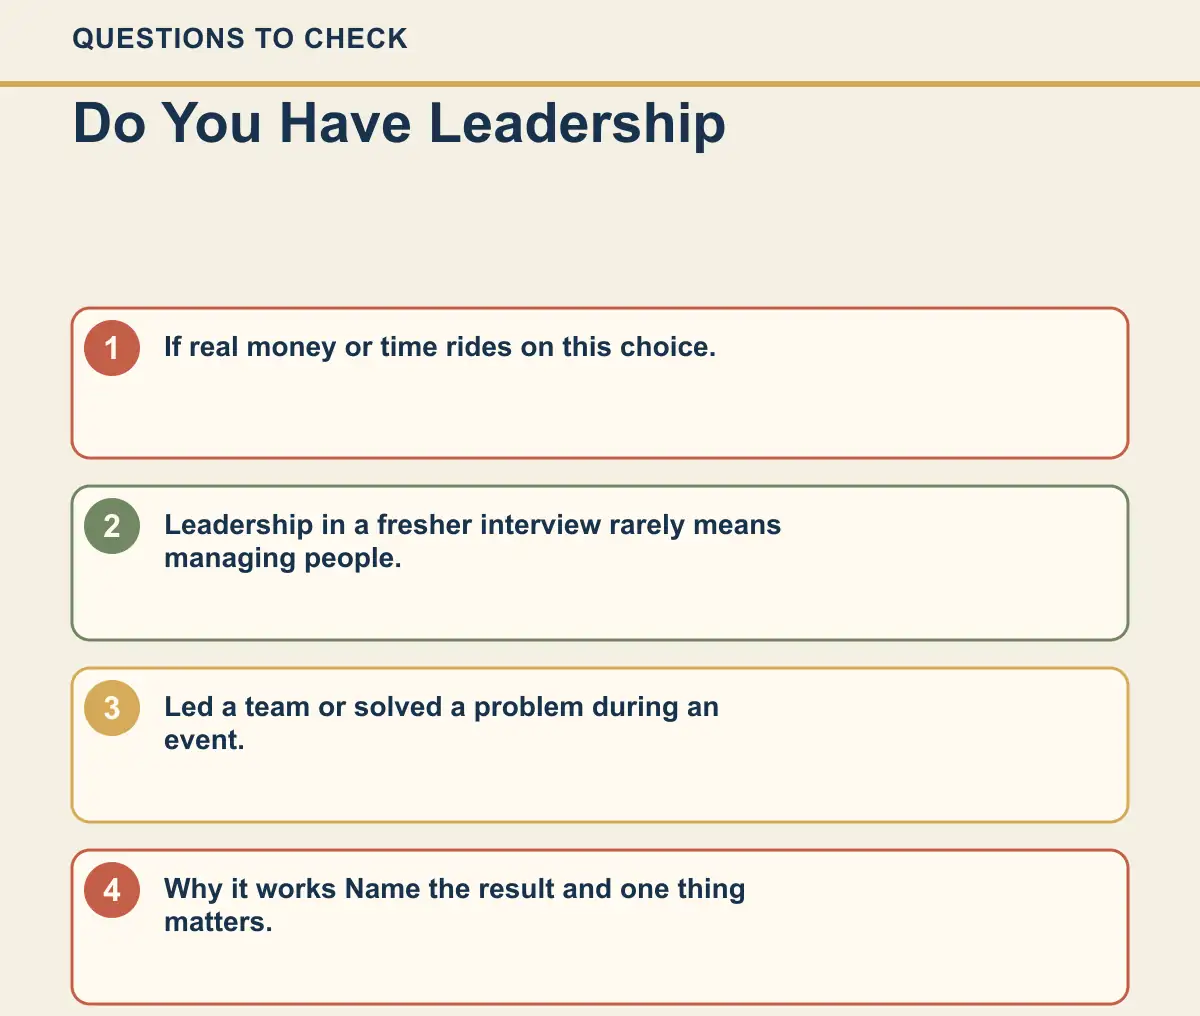 QUESTIONS TO CHECK
Do You Have Leadership
1 If real money or time rides on this choice.
2 Leadership in a fresher interview rarely means
managing people.
3 Led a team or solved a problem during an
event.
4 Why it works Name the result and one thing
matters.